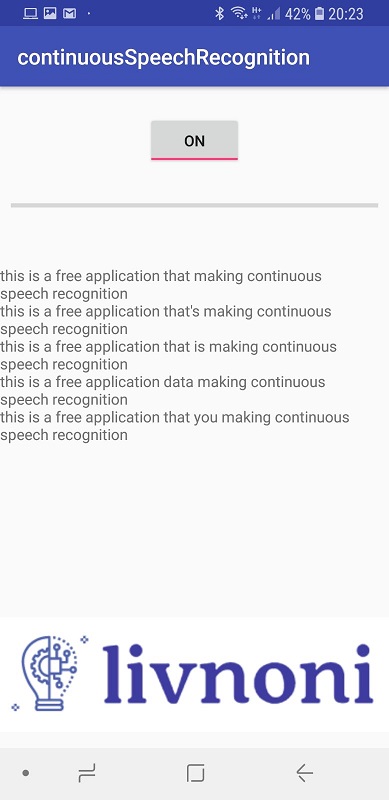 42% 20:23
continuousSpeechRecognition
ON
this is a free application that making continuous
speech recognition
this is a free application that's making continuous
speech recognition
this is a free application that is making continuous
speech recognition
this is a free application data making continuous
speech recognition
this is a free application that you making continuous
speech recognition
livnoni